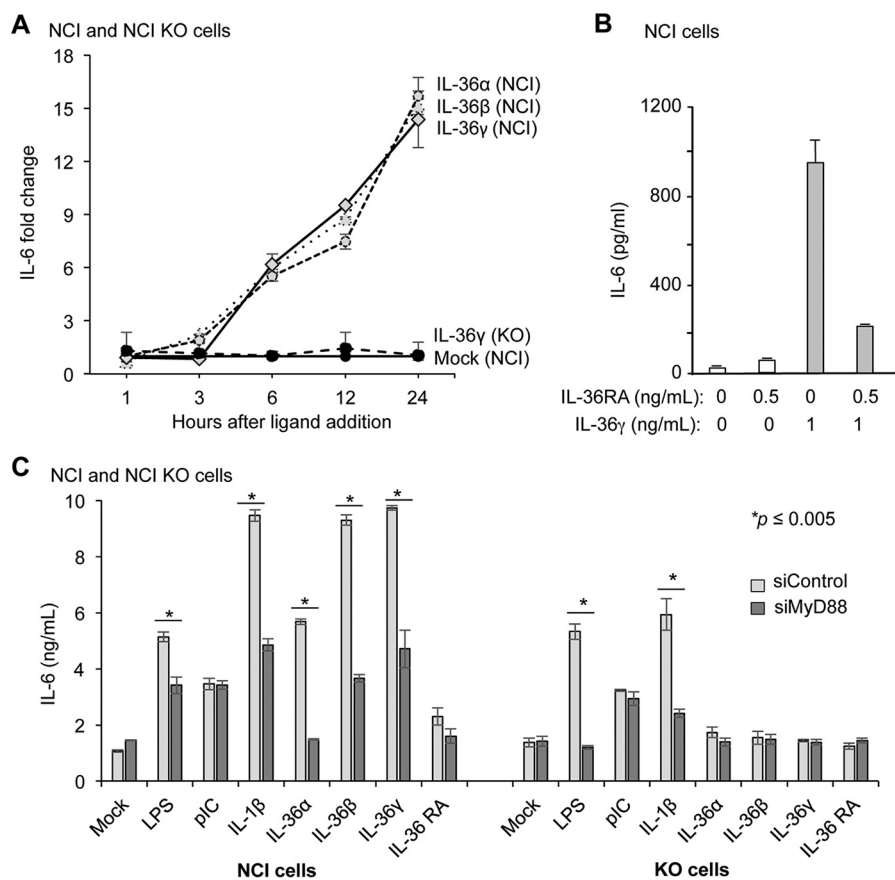 A NCI and NCI KO cells
18
15
12
9
6
3
0
IL-6 fold change
IL-36α (NCI)
IL-36β (NCI)
IL-36γ (NCI)
IL-36γ (KO)
Mock (NCI)
1 3 6 12 24
Hours after ligand addition
B NCI cells
1200
800
400
0
IL-6 (pg/ml)
IL-36RA (ng/mL): 0 0.5 0 0.5
IL-36γ (ng/mL): 0 0 1 1
C NCI and NCI KO cells
10
8
6
4
2
0
IL-6 (ng/mL)
* * * * *
* *
*p ≤ 0.005
siControl
siMyD88
Mock LPS pIC IL-1β IL-36α IL-36β IL-36γ IL-36 RA
Mock LPS pIC IL-1β IL-36α IL-36β IL-36γ IL-36 RA
NCI cells KO cells